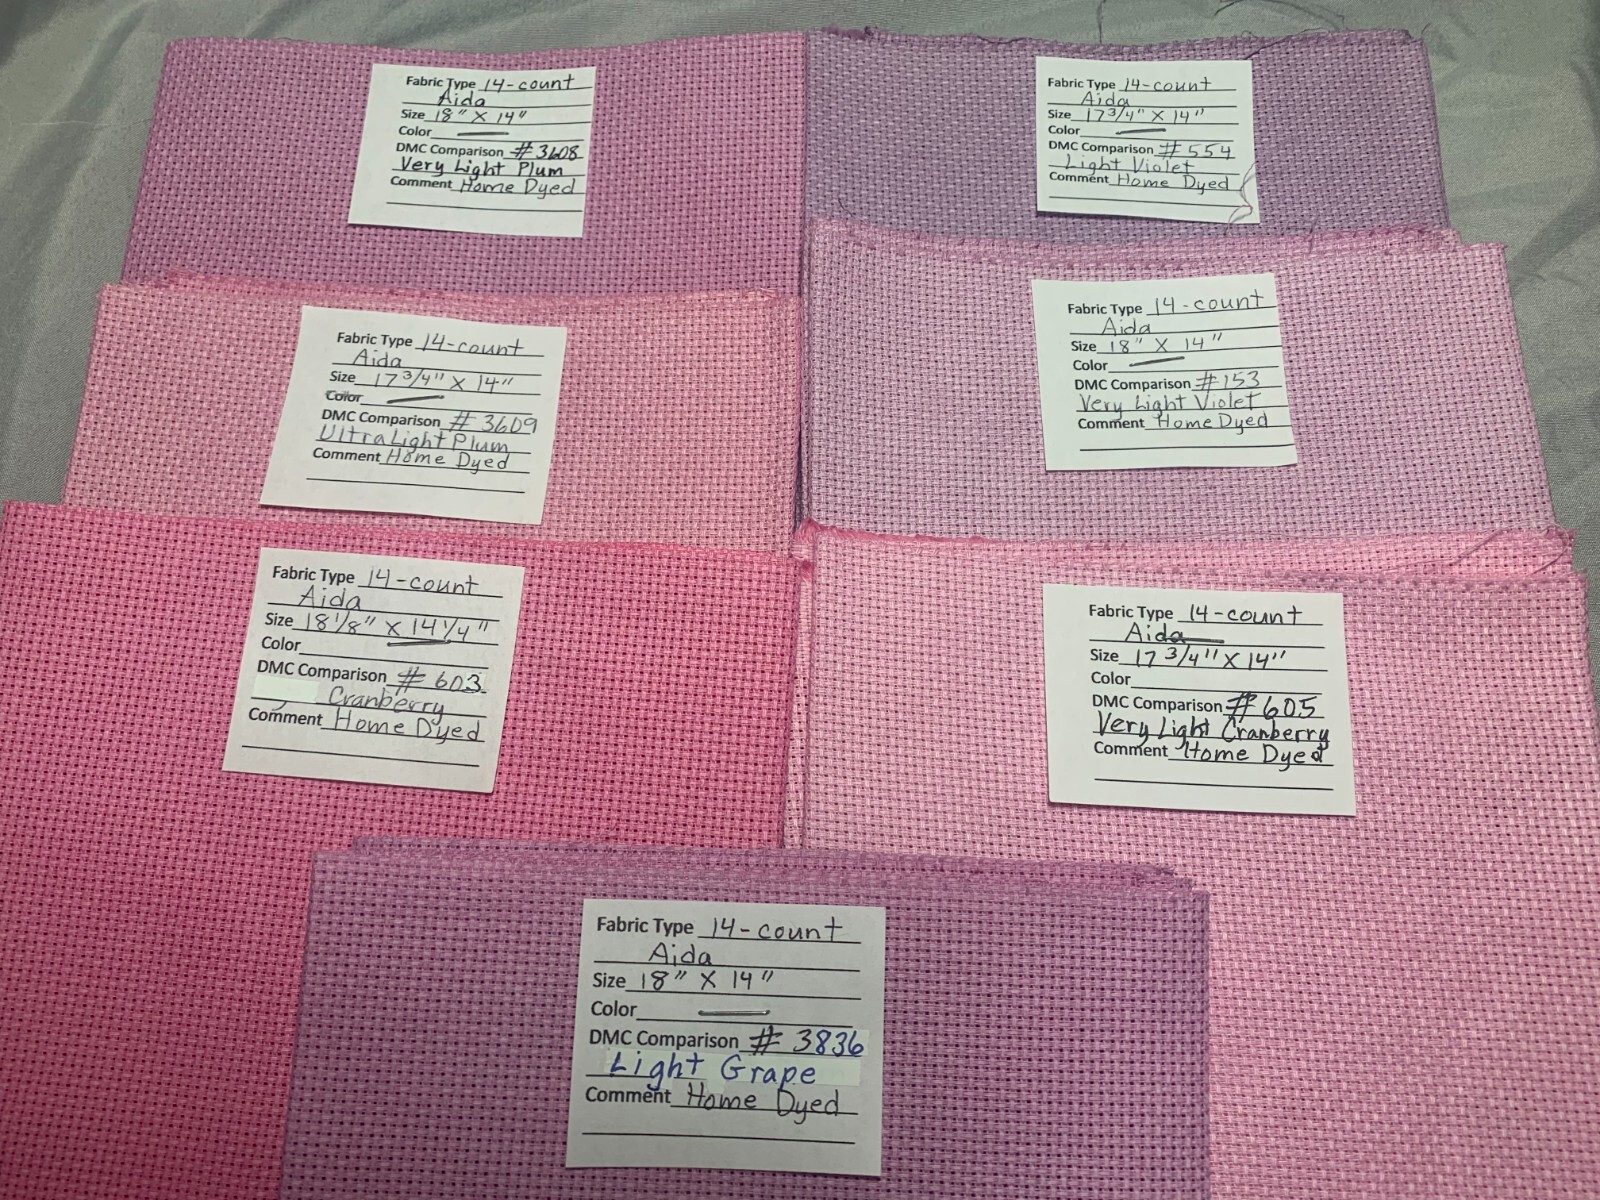 Fabric Type 14-count
Aida
Size 18" X 14"
Color
DMC Comparison #3608
Very Light Plum
Comment Home Dyed
Fabric Type 14-count
Aida
Size 17 3/4" X 14"
Color
DMC Comparison #554
Light Violet
Comment Home Dyed
Fabric Type 14-count
Aida
Size 17 3/4" X 14"
Color
DMC Comparison #3609
Ultra Light Plum
Comment Home Dyed
Fabric Type 14-count
Aida
Size 18" X 14"
Color
DMC Comparison #153
Very Light Violet
Comment Home Dyed
Fabric Type 14-count
Aida
Size 18 1/8" X 14 1/4"
Color
DMC Comparison #603
Cranberry
Comment Home Dyed
Fabric Type 14-count
Aida
Size 17 3/4" X 14"
Color
DMC Comparison #605
Very Light Cranberry
Comment Home Dyed
Fabric Type 14-count
Aida
Size 18" X 14"
Color
DMC Comparison #3836
Light Grape
Comment Home Dyed